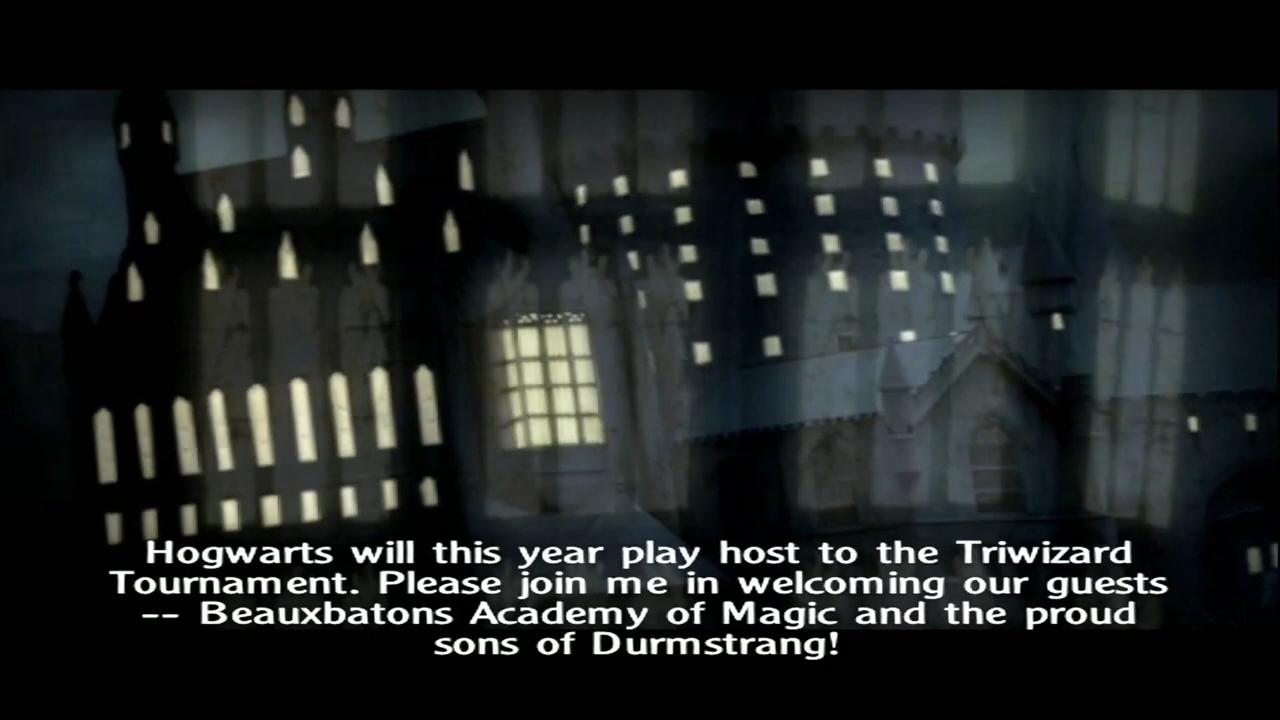 Hogwarts will this year play host to the Triwizard
Tournament. Please join me in welcoming our guests
-- Beauxbatons Academy of Magic and the proud
sons of Durmstrang!